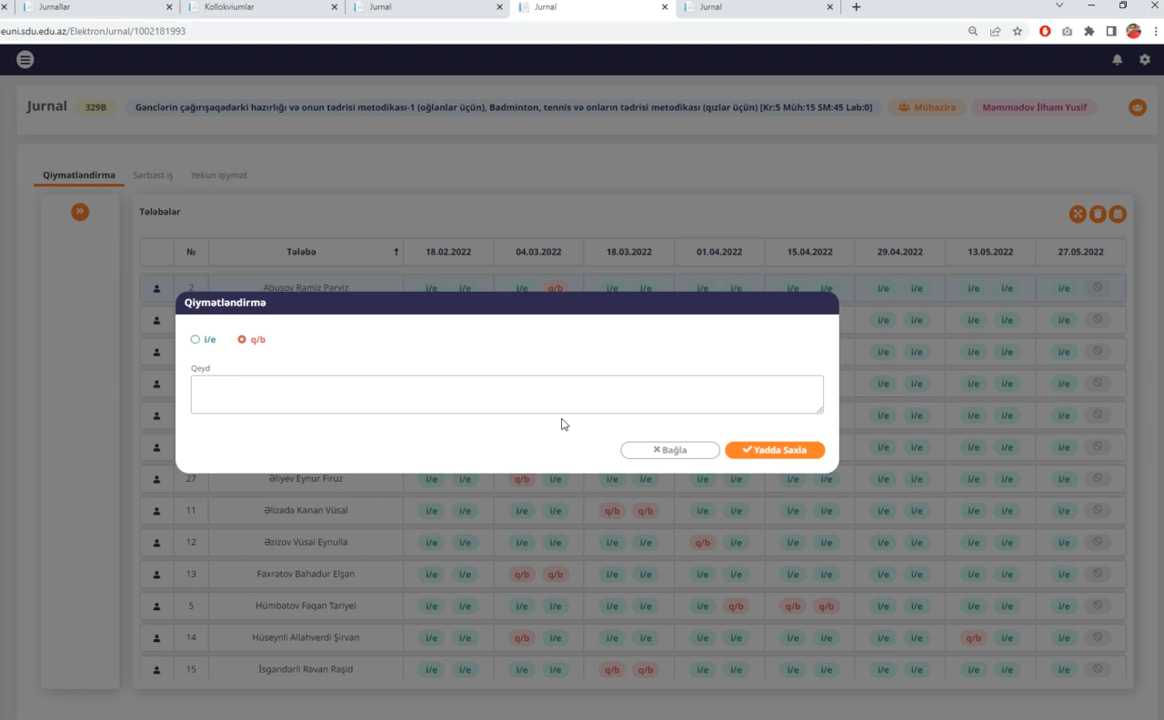 Jurnallar Kollokviumlar Jurnal Jurnal Jurnal
euni.sdu.edu.az/ElektronJurnal/1002181993
Jurnal 329B Gənclərin çağırışaqədərki hazırlığı və onun tədrisi metodikası-1 (oğlanlar üçün), Badminton, tennis və onların tədrisi metodikası (qızlar üçün) [Kr:5 Müh:15 SM:45 Lab:0] Mühazirə Məmmədov İlham Yusif
Qiymətləndirmə Sərbəst iş Yekun qiymət
Tələbələr
№ Tələbə 18.02.2022 04.03.2022 18.03.2022 01.04.2022 15.04.2022 29.04.2022 13.05.2022 27.05.2022
2 Abuşov Ramiz Pərviz i/e i/e i/e q/b i/e i/e i/e i/e i/e i/e i/e i/e i/e i/e i/e
Qiymətləndirmə
i/e i/e i/e i/e i/e
i/e q/b
i/e i/e i/e i/e i/e
Qeyd
i/e i/e i/e i/e i/e
i/e i/e i/e i/e i/e
Bağla Yadda Saxla
i/e i/e i/e i/e i/e
27 Əliyev Eynur Firuz i/e i/e q/b i/e i/e i/e i/e i/e i/e i/e i/e i/e i/e i/e i/e
11 Əlizadə Kənan Vüsal i/e i/e i/e i/e q/b q/b i/e i/e i/e i/e i/e i/e i/e i/e i/e
12 Əzizov Vüsal Eynulla i/e i/e i/e i/e i/e i/e q/b i/e i/e i/e i/e i/e i/e i/e i/e
13 Fəxrətov Bahadur Elşən i/e i/e q/b q/b i/e i/e i/e i/e i/e i/e i/e i/e i/e i/e i/e
5 Hümbətov Fəqan Tariyel i/e i/e i/e i/e i/e i/e i/e q/b q/b q/b i/e i/e i/e i/e i/e
14 Hüseynli Allahverdi Şirvan i/e i/e q/b i/e i/e i/e i/e i/e i/e i/e i/e i/e q/b i/e i/e
15 İsgəndərli Rəvan Rəşid i/e i/e i/e i/e q/b q/b i/e i/e i/e i/e i/e i/e i/e i/e i/e